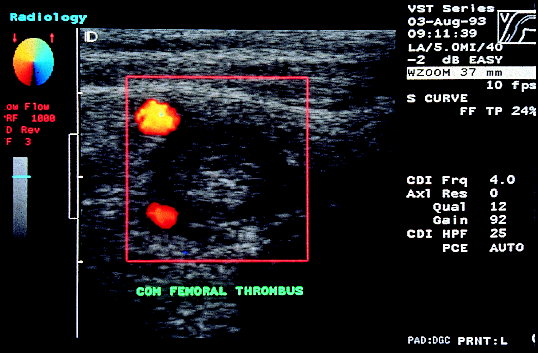 Radiology
ow Flow
RF 1000
D Rev
F 3
D
VST Series
03-Aug-93
09:11:39
LA/5.0MI/40
-2 dB EASY
WZOOM 37 mm
10 fps
S CURVE
FF TP 24%
CDI Frq 4.0
Axl Res 0
Qual 12
Gain 92
CDI HPF 25
PCE AUTO
COM FEMORAL THROMBUS
PAD:DGC PRNT:L